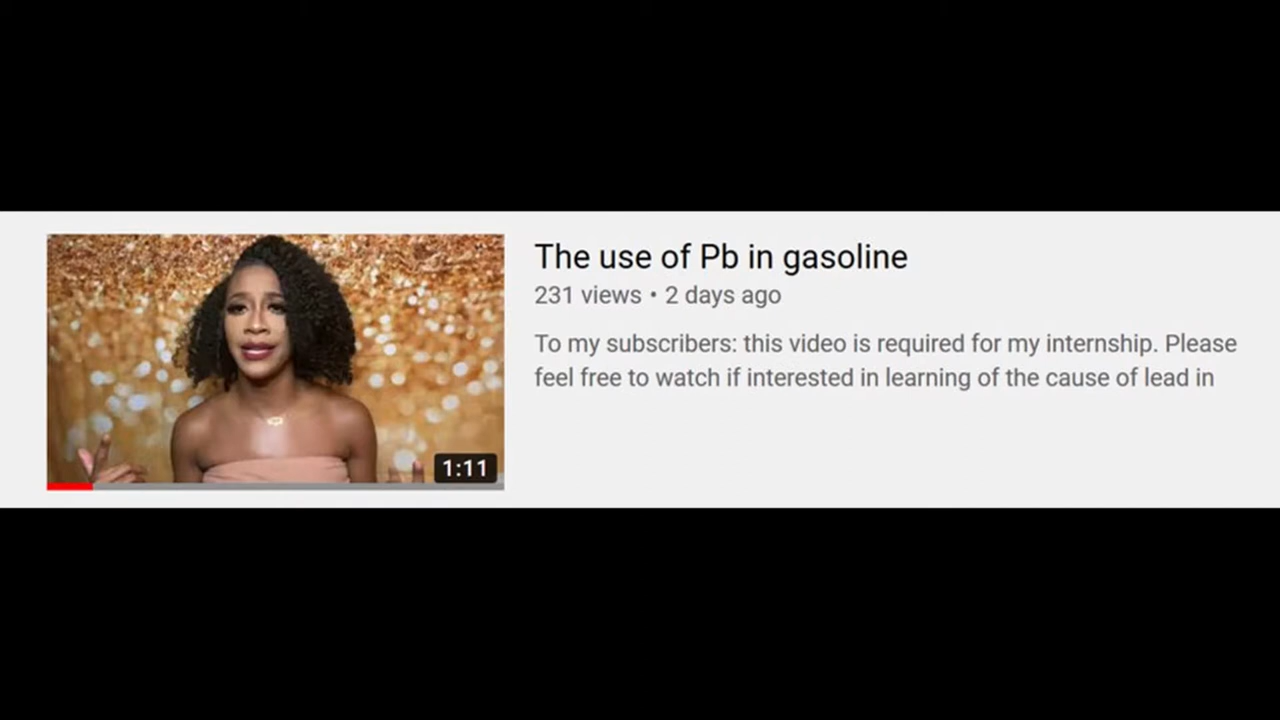 The use of Pb in gasoline
231 views • 2 days ago
To my subscribers: this video is required for my internship. Please
feel free to watch if interested in learning of the cause of lead in
1:11